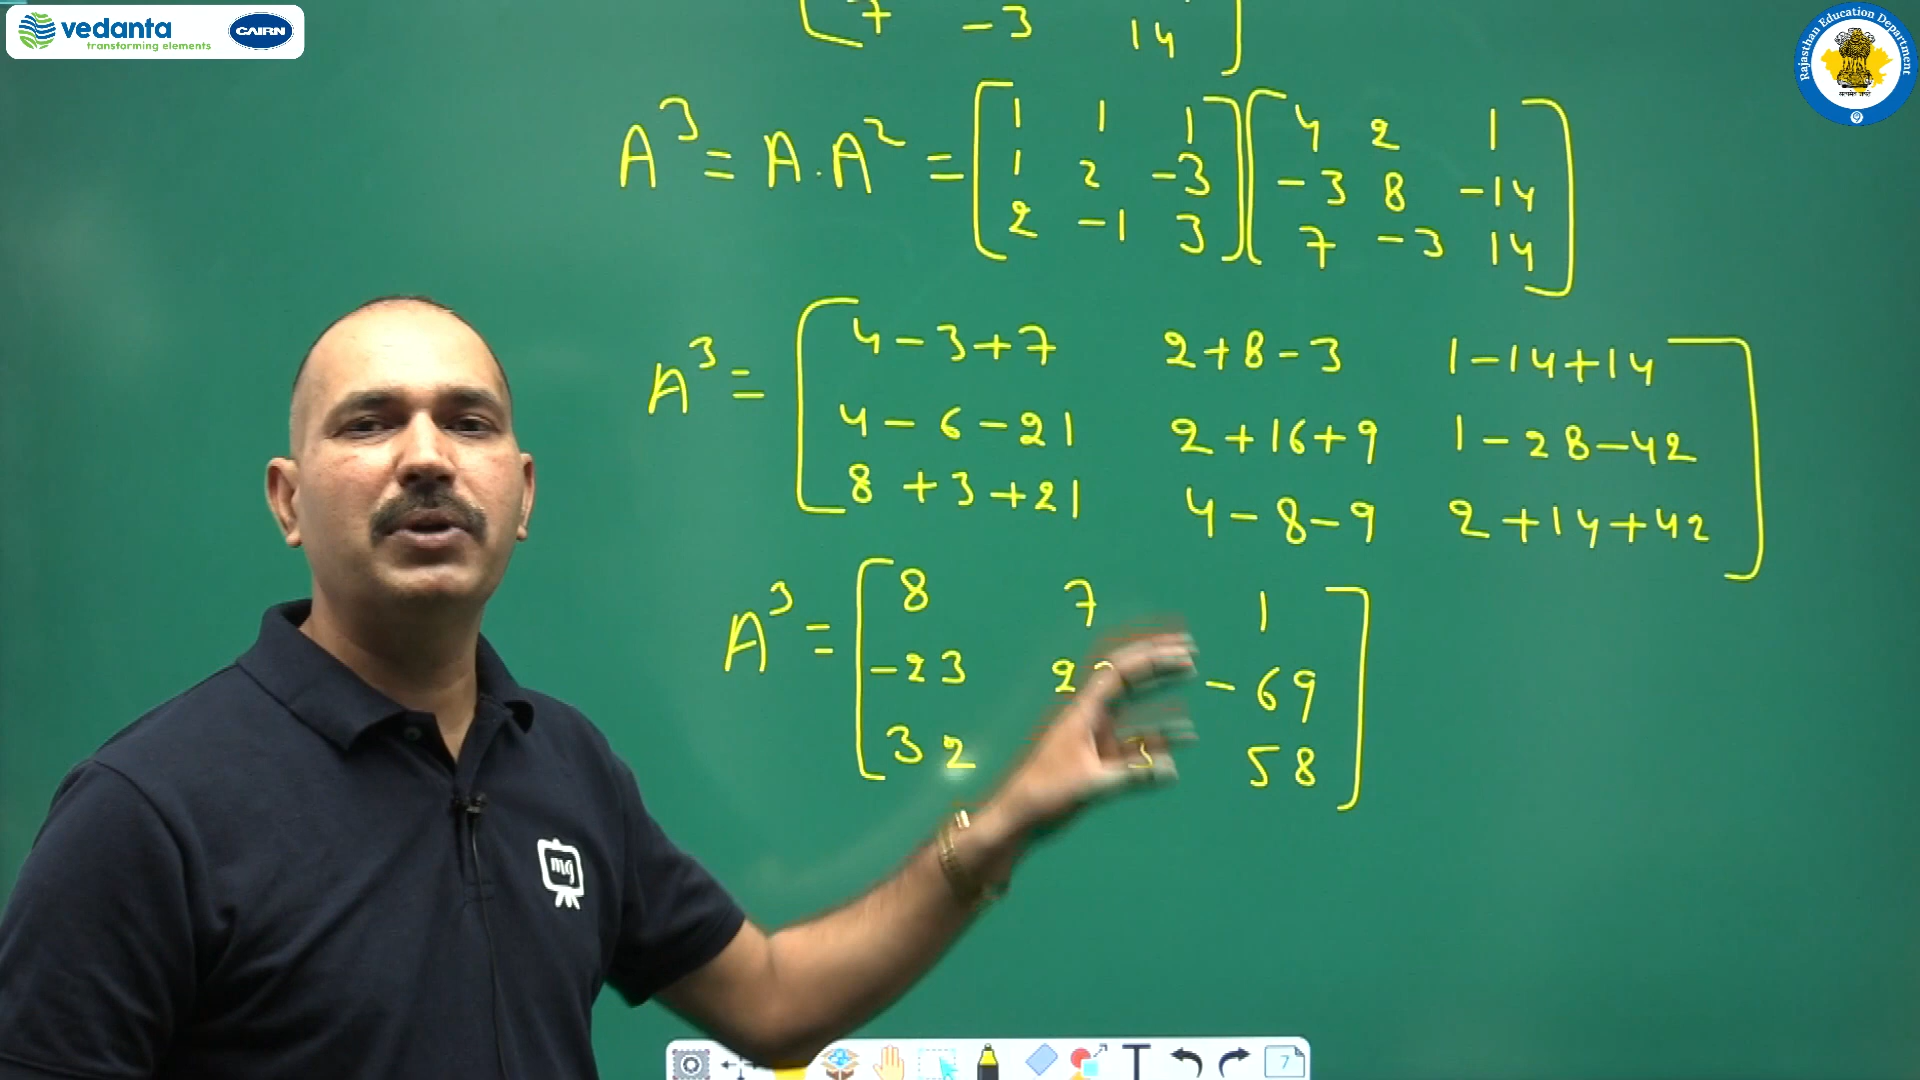 vedanta
transforming elements
CAIRN
Rajasthan Education Department
7 -3 14
A³ = A.A² = [1 1 1] [4 2 1]
1 2 -3 -3 8 -14
2 -1 3 7 -3 14
A³ = [4-3+7 2+8-3 1-14+14]
4-6-21 2+16+9 1-28-42
8+3+21 4-8-9 2+14+42
A³ = [8 7 1]
-23 -69
32 58
mg
T
7